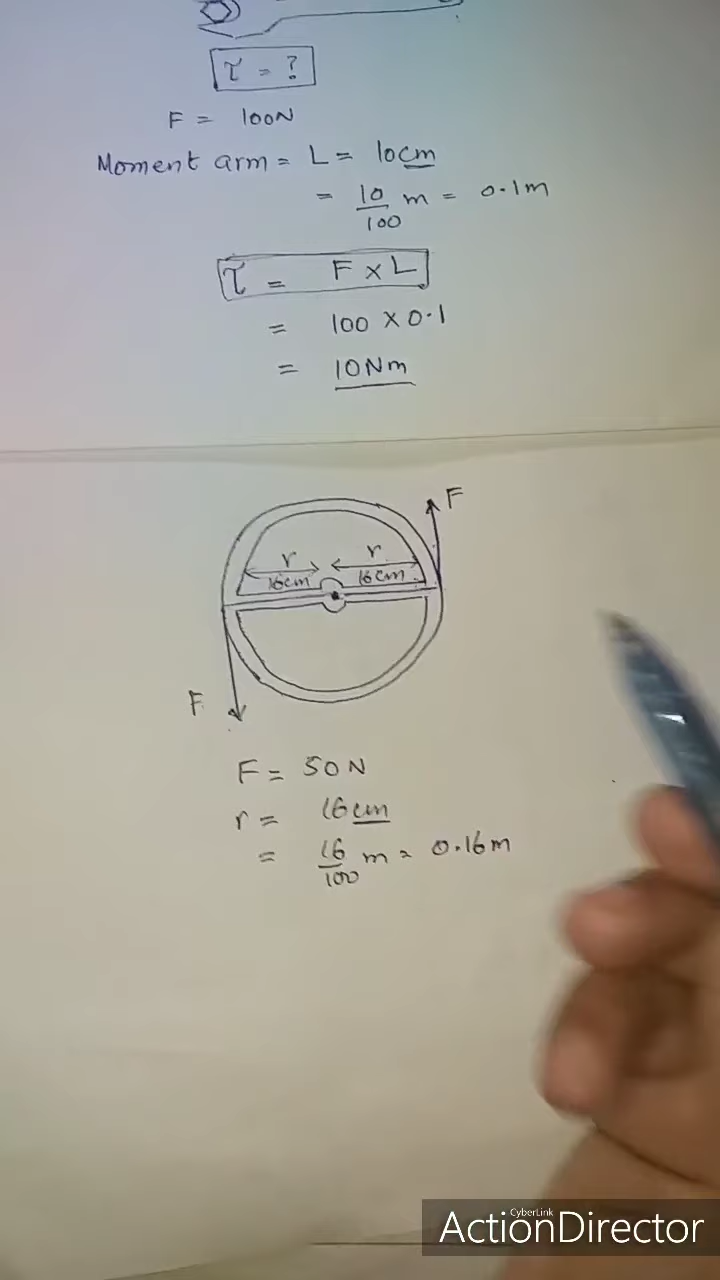 τ = ?
F = 100N
Moment arm = L = 10cm
= 10/100 m = 0.1m
τ = F × L
= 100 × 0.1
= 10Nm
F
r r
16cm 16cm
F
F = 50N
r = 16cm
= 16/100 m = 0.16m
CyberLink
ActionDirector